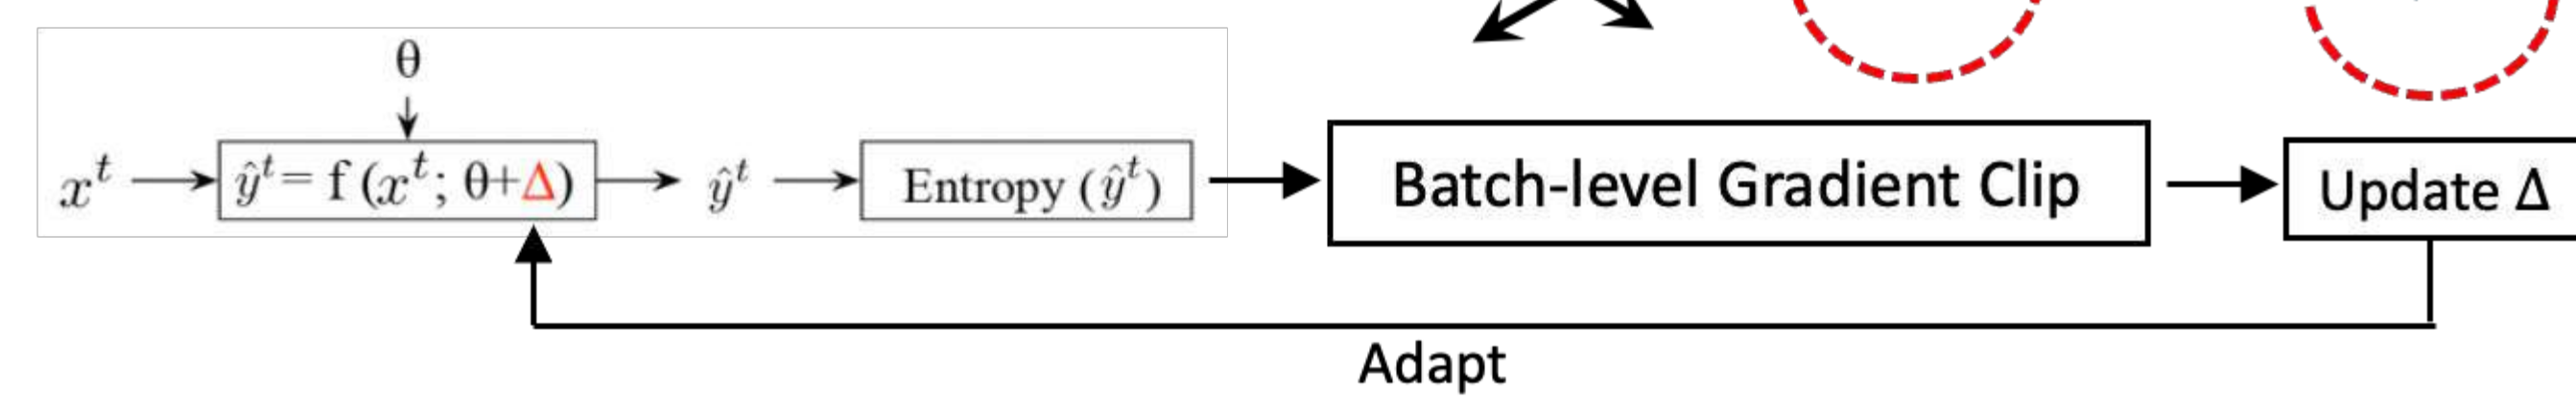 θ
x^t ŷ^t = f (x^t; θ+Δ) ŷ^t Entropy (ŷ^t) Batch-level Gradient Clip Update Δ
Adapt